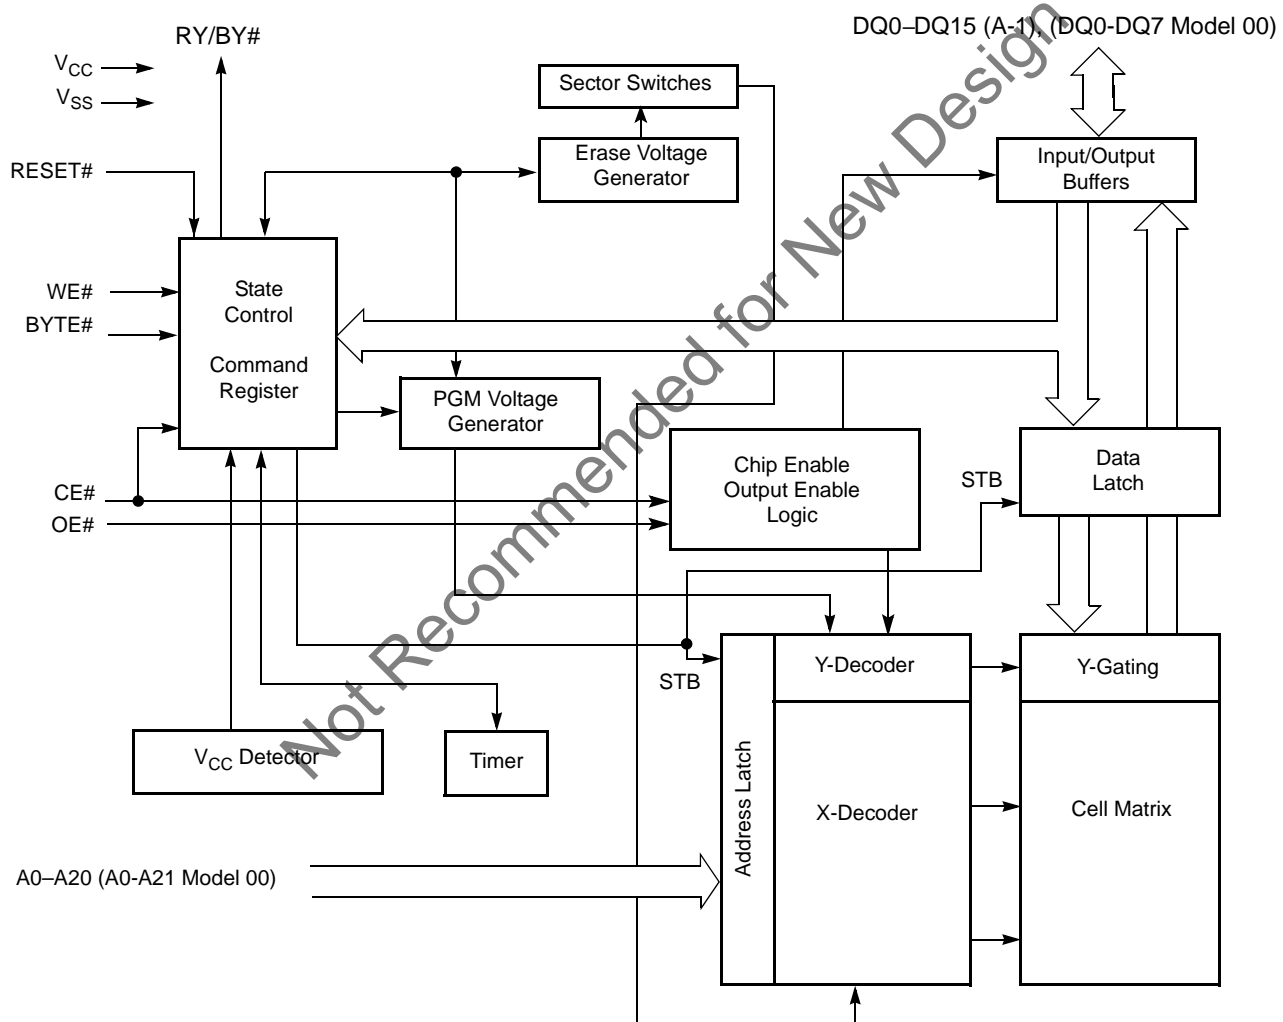 DQ0–DQ15 (A-1), (DQ0-DQ7 Model 00)
RY/BY#
VCC
VSS
Sector Switches
Erase Voltage
Generator
Input/Output
Buffers
RESET#
WE#
BYTE#
State
Control
Command
Register
PGM Voltage
Generator
Chip Enable
Output Enable
Logic
STB
Data
Latch
CE#
OE#
STB
Y-Decoder
Y-Gating
VCC Detector
Timer
Address Latch
X-Decoder
Cell Matrix
A0–A20 (A0-A21 Model 00)
Not Recommended for New Design